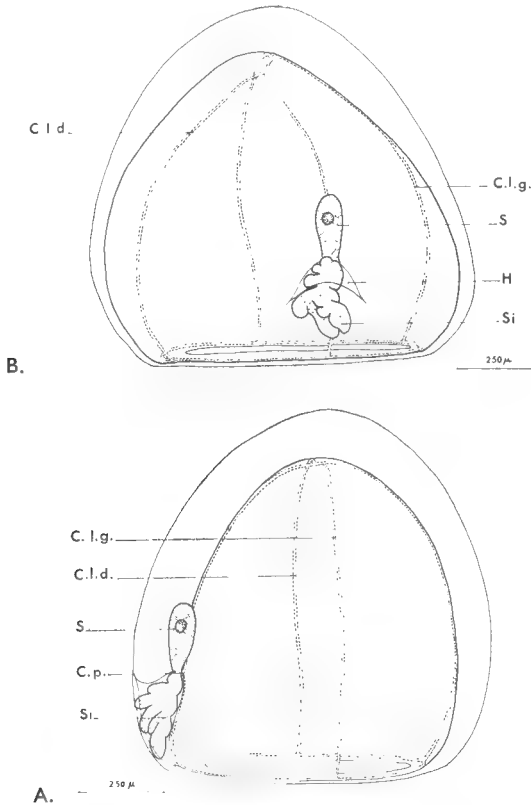 C l d.
C.l.g.
S
H
Si
B.
250 µ
C.l.g.
C.l.d.
S
C.p.
Si
250 µ
A.